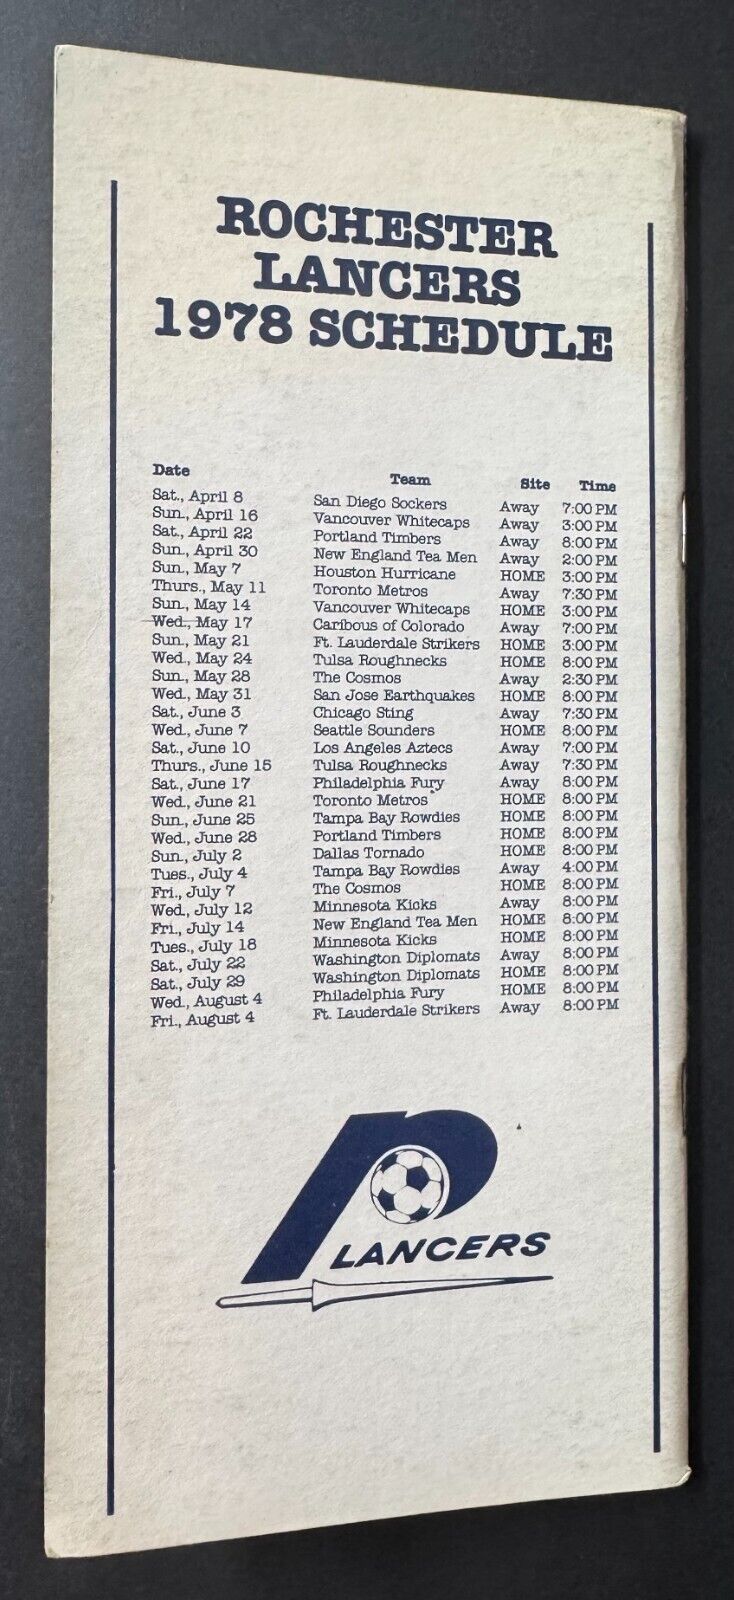 ROCHESTER
LANCERS
1978 SCHEDULE
Date Team Site Time
Sat., April 8 San Diego Sockers Away 7:00 PM
Sun., April 16 Vancouver Whitecaps Away 3:00 PM
Sat., April 22 Portland Timbers Away 8:00 PM
Sun., April 30 New England Tea Men Away 2:00 PM
Sun., May 7 Houston Hurricane HOME 3:00 PM
Thurs., May 11 Toronto Metros Away 7:30 PM
Sun., May 14 Vancouver Whitecaps HOME 3:00 PM
Wed., May 17 Caribous of Colorado Away 7:00 PM
Sun., May 21 Ft. Lauderdale Strikers HOME 3:00 PM
Wed., May 24 Tulsa Roughnecks HOME 8:00 PM
Sun., May 28 The Cosmos Away 2:30 PM
Wed., May 31 San Jose Earthquakes HOME 8:00 PM
Sat., June 3 Chicago Sting Away 7:30 PM
Wed., June 7 Seattle Sounders HOME 8:00 PM
Sat., June 10 Los Angeles Aztecs Away 7:00 PM
Thurs., June 15 Tulsa Roughnecks Away 7:30 PM
Sat., June 17 Philadelphia Fury Away 8:00 PM
Wed., June 21 Toronto Metros HOME 8:00 PM
Sun., June 25 Tampa Bay Rowdies HOME 8:00 PM
Wed., June 28 Portland Timbers HOME 8:00 PM
Sun., July 2 Dallas Tornado HOME 8:00 PM
Tues., July 4 Tampa Bay Rowdies Away 4:00 PM
Fri., July 7 The Cosmos HOME 8:00 PM
Wed., July 12 Minnesota Kicks Away 8:00 PM
Fri., July 14 New England Tea Men HOME 8:00 PM
Tues., July 18 Minnesota Kicks HOME 8:00 PM
Sat., July 22 Washington Diplomats Away 8:00 PM
Sat., July 29 Washington Diplomats HOME 8:00 PM
Wed., August 4 Philadelphia Fury HOME 8:00 PM
Fri., August 4 Ft. Lauderdale Strikers Away 8:00 PM
LANCERS